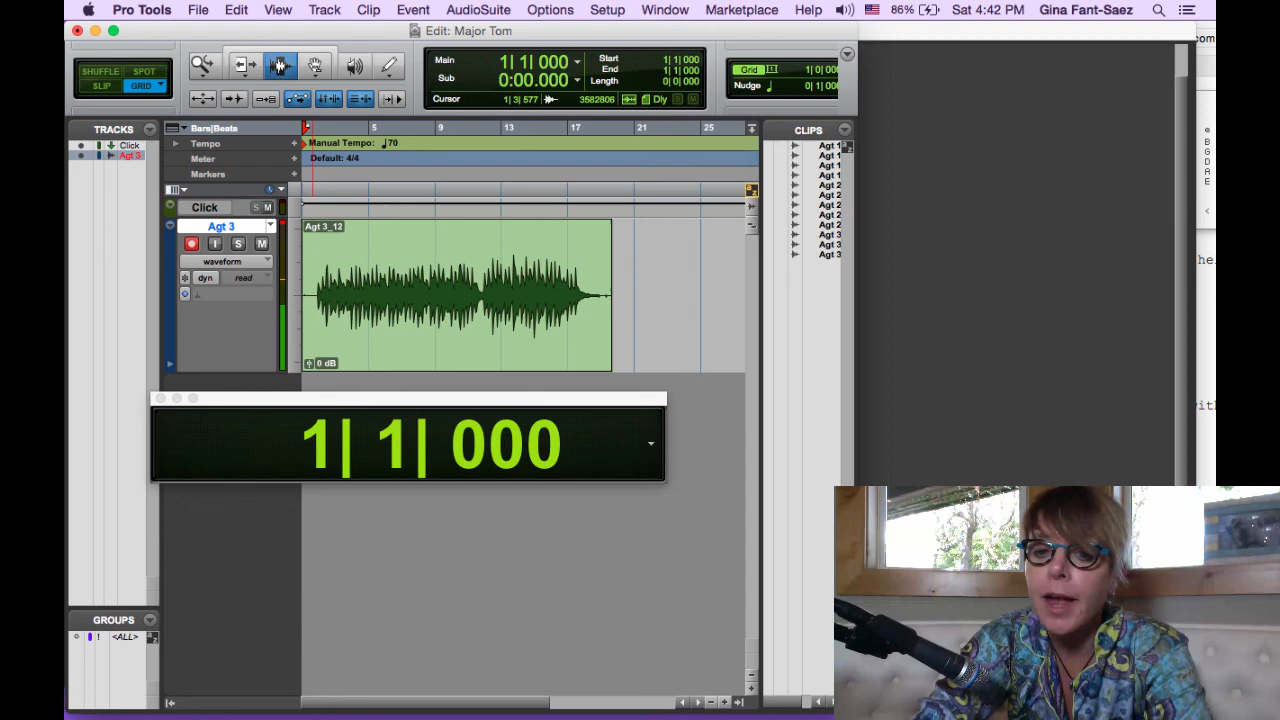 Pro Tools File Edit View Track Clip Event AudioSuite Options Setup Window Marketplace Help 86% Sat 4:42 PM Gina Fant-Saez
Edit: Major Tom
SHUFFLE SPOT
SLIP GRID
Main 1| 1| 000
Sub 0:00.000
Start 1| 1| 000
End 1| 1| 000
Length 0| 0| 000
Cursor 1| 3| 577 3582806 Dly S M
Grid 1| 0| 000
Nudge 0| 1| 000
TRACKS
Click
Agt 3
Bars|Beats 5 9 13 17 21 25
Tempo Manual Tempo: 70
Meter Default: 4/4
Markers
Click S M
Agt 3
I S M
waveform
dyn read
Agt 3_12
0 dB
CLIPS
Agt 1
Agt 1
Agt 1
Agt 1
Agt 2
Agt 2
Agt 2
Agt 2
Agt 2
Agt 3
Agt 3
Agt 3
1| 1| 000
GROUPS
! <ALL>
com
e
B
G
D
A
E
<